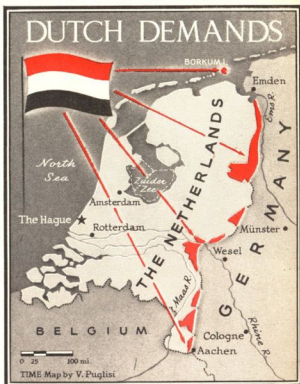 DUTCH DEMANDS
BORKUM I.
Emden
Ems R.
North
Sea
Zuider
Zee
Amsterdam
The Hague
Rotterdam
THE NETHERLANDS
GERMANY
Münster
Wesel
Maas R.
BELGIUM
Cologne
Rhine R.
Aachen
0 25 100 mi.
TIME Map by V. Puglisi